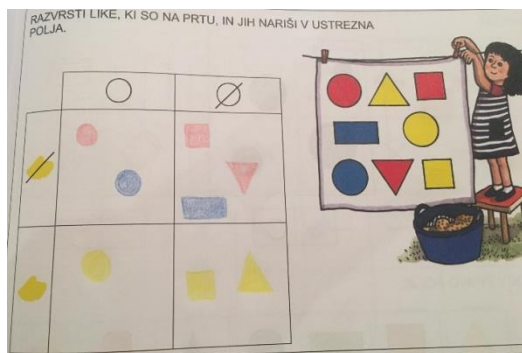 RAZVRSTI LIKE, KI SO NA PRTU, IN JIH NARIŠI V USTREZNA
POLJA.